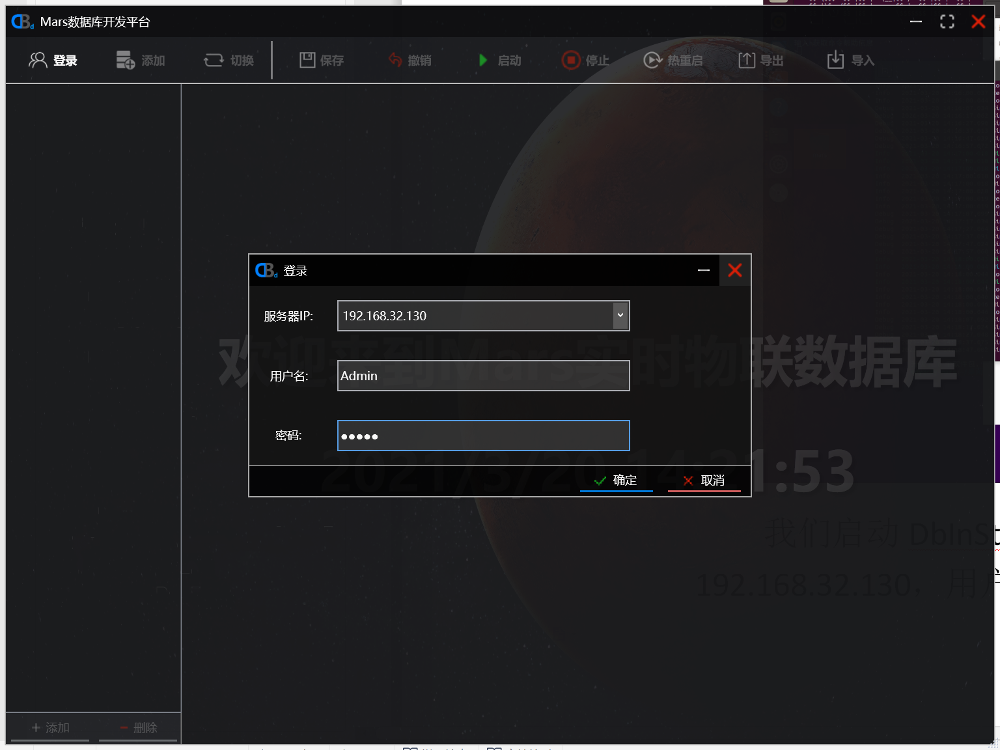 Mars数据库开发平台
登录 添加 切换 保存 撤销 启动 停止 热重启 导出 导入
登录
服务器IP: 192.168.32.130
欢迎来到Mars实时物联数据库
用户名: Admin
密码: •••••
2021/3/20 14:21:53
确定 取消
我们启动 DbInSt
192.168.32.130，用户
添加 删除